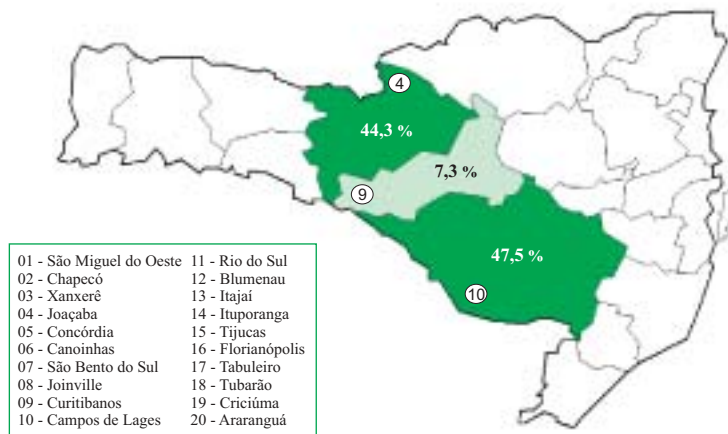 4
44,3 %
7,3 %
9
47,5 %
10
01 - São Miguel do Oeste
02 - Chapecó
03 - Xanxerê
04 - Joaçaba
05 - Concórdia
06 - Canoinhas
07 - São Bento do Sul
08 - Joinville
09 - Curitibanos
10 - Campos de Lages
11 - Rio do Sul
12 - Blumenau
13 - Itajaí
14 - Ituporanga
15 - Tijucas
16 - Florianópolis
17 - Tabuleiro
18 - Tubarão
19 - Criciúma
20 - Araranguá